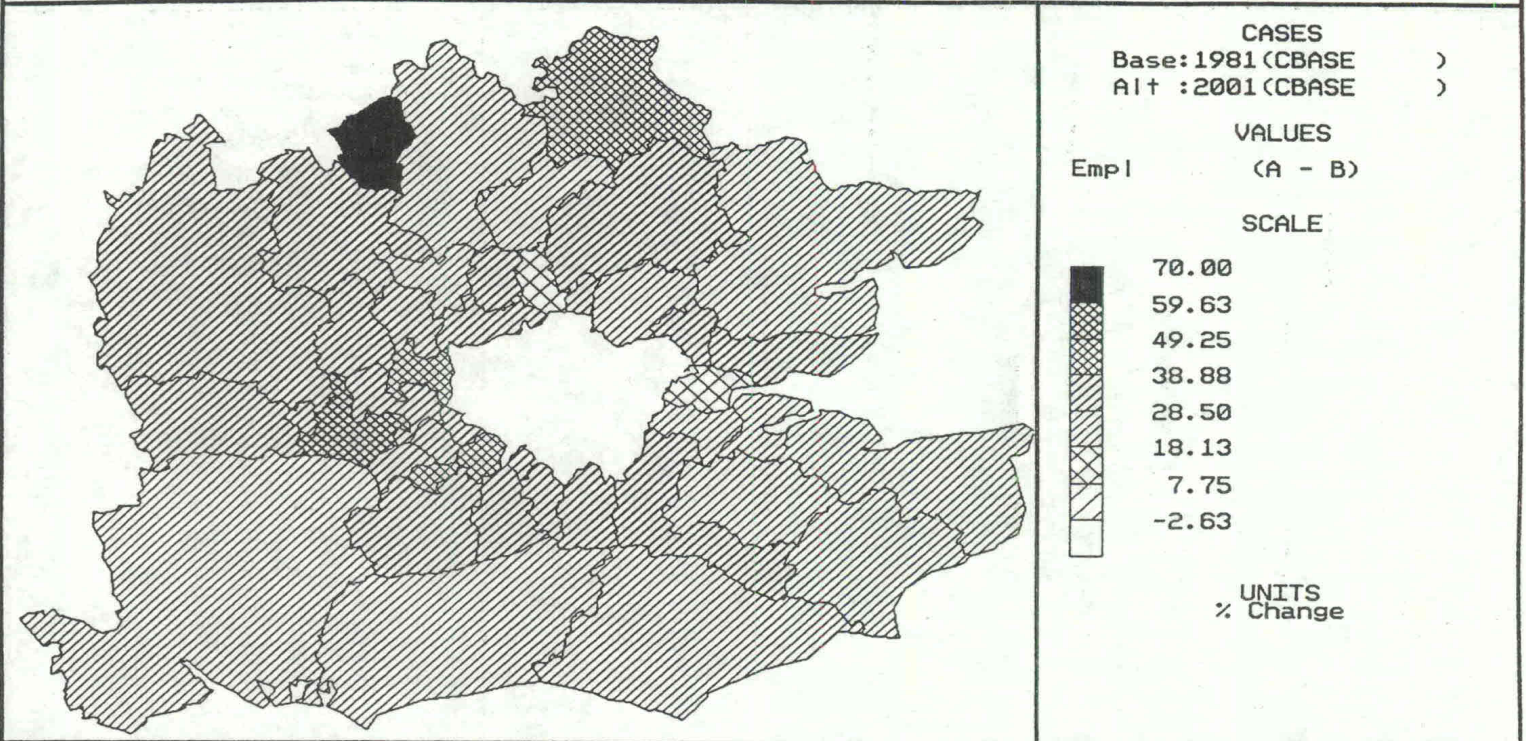 CASES
Base:1981(CBASE )
Alt :2001(CBASE )
VALUES
Empl (A - B)
SCALE
70.00
59.63
49.25
38.88
28.50
18.13
7.75
-2.63
UNITS
% Change